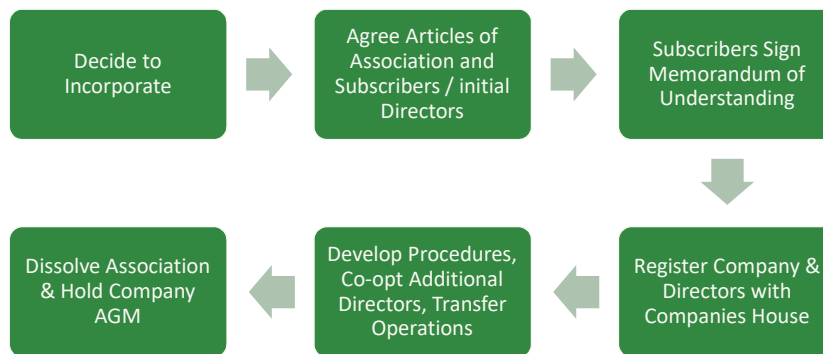 Decide to
Incorporate
Agree Articles of
Association and
Subscribers / initial
Directors
Subscribers Sign
Memorandum of
Understanding
Register Company &
Directors with
Companies House
Develop Procedures,
Co-opt Additional
Directors, Transfer
Operations
Dissolve Association
& Hold Company
AGM